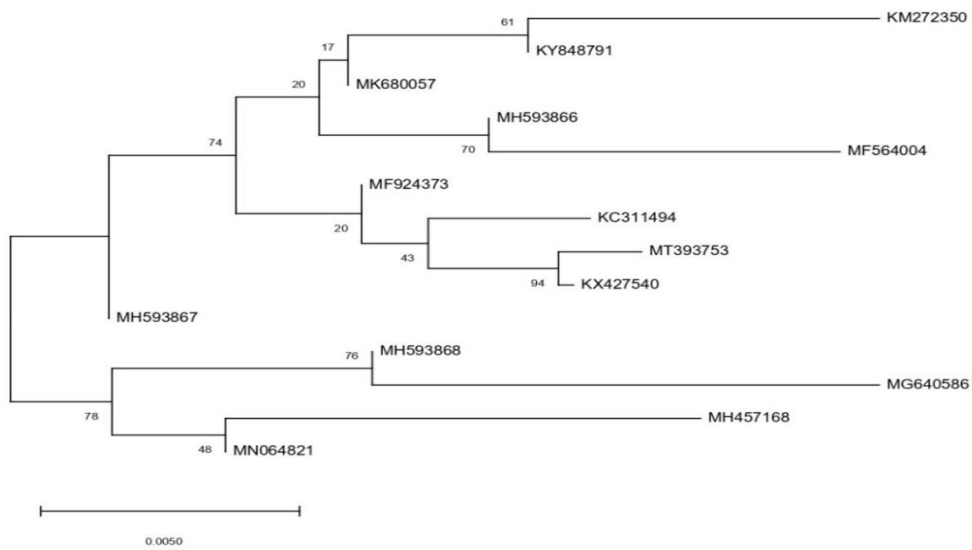 KM272350
61
KY848791
17
MK680057
20
MH593866
70
MF564004
74
MF924373
20
KC311494
43
MT393753
94
KX427540
MH593867
MH593868
76
MG640586
78
MH457168
48
MN064821
0.0050